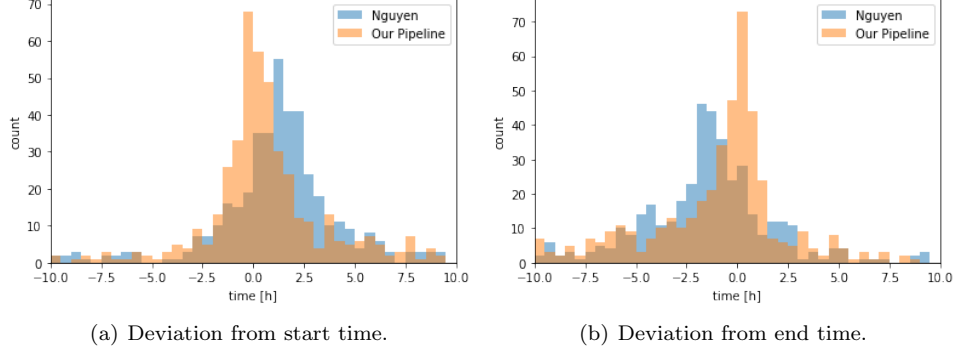 70
60
50
40
30
20
10
0
count
−10.0 −7.5 −5.0 −2.5 0.0 2.5 5.0 7.5 10.0
time [h]
Nguyen
Our Pipeline
(a) Deviation from start time.
70
60
50
40
30
20
10
0
count
−10.0 −7.5 −5.0 −2.5 0.0 2.5 5.0 7.5 10.0
time [h]
Nguyen
Our Pipeline
(b) Deviation from end time.